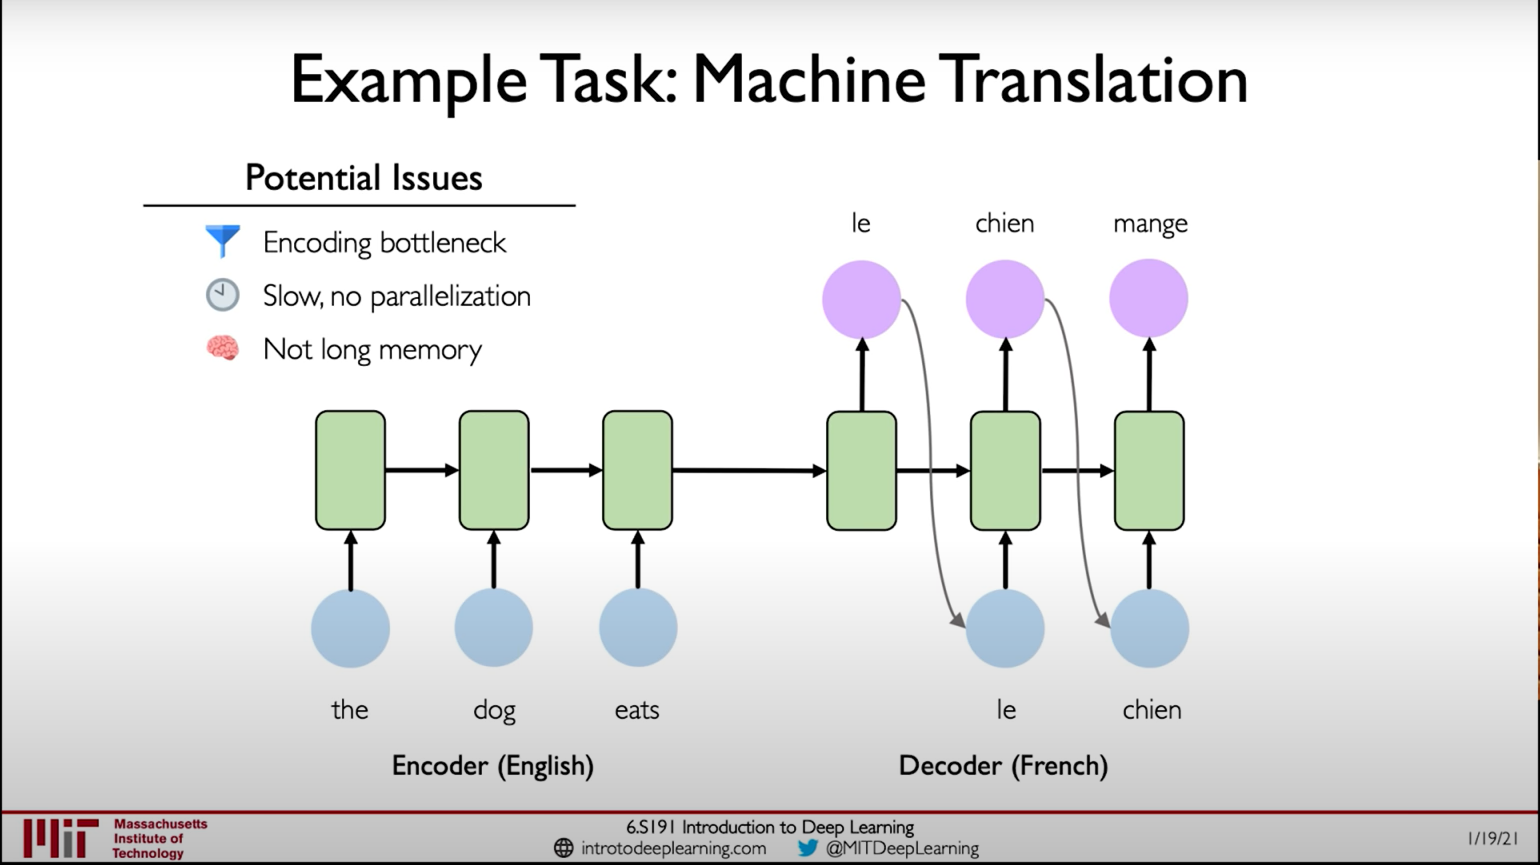 Example Task: Machine Translation
Potential Issues
Encoding bottleneck
Slow, no parallelization
Not long memory
le chien mange
the dog eats
le chien
Encoder (English)
Decoder (French)
Massachusetts
Institute of
Technology
6.S191 Introduction to Deep Learning
introtodeeplearning.com @MITDeepLearning
1/19/21